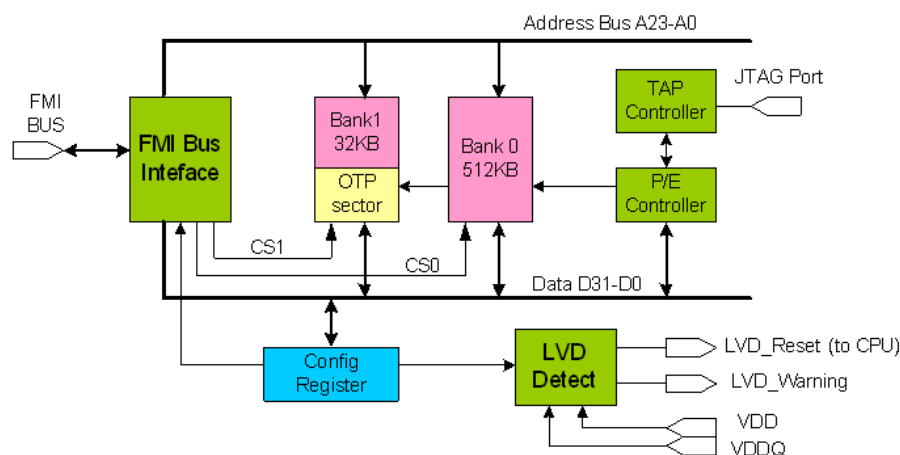 Address Bus A23-A0
FMI
BUS
FMI Bus
Inteface
Bank1
32KB
OTP
sector
Bank 0
512KB
TAP
Controller
JTAG Port
P/E
Controller
CS1
CS0
Data D31-D0
Config
Register
LVD
Detect
LVD_Reset (to CPU)
LVD_Warning
VDD
VDDQ